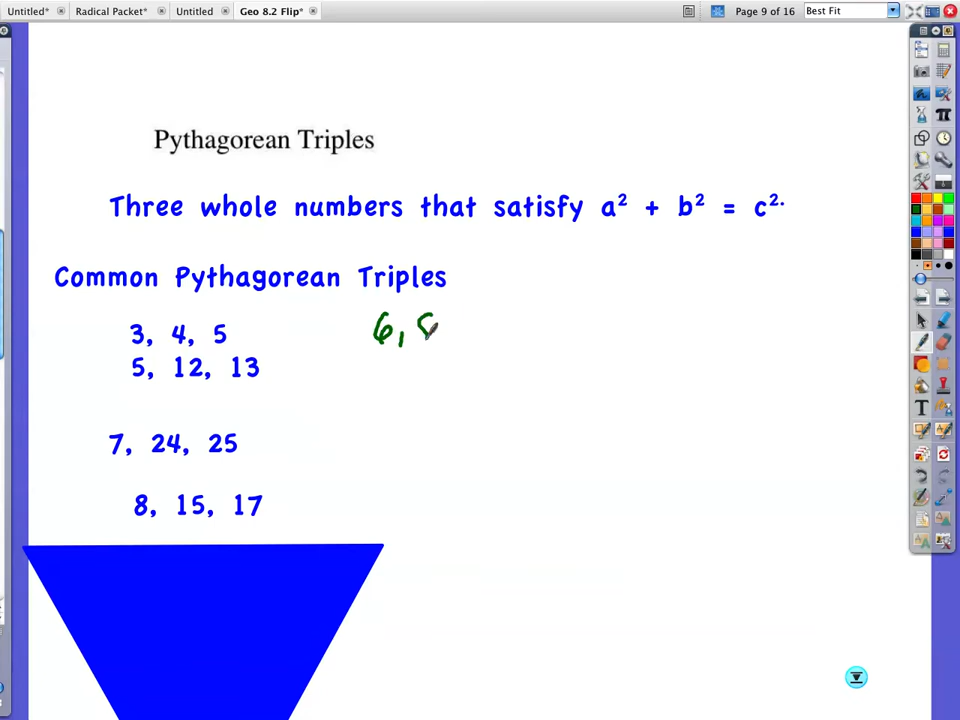 Untitled* Radical Packet* Untitled Geo 8.2 Flip* Page 9 of 16 Best Fit
Pythagorean Triples
Three whole numbers that satisfy a² + b² = c².
Common Pythagorean Triples
3, 4, 5 6,
5, 12, 13
7, 24, 25
8, 15, 17